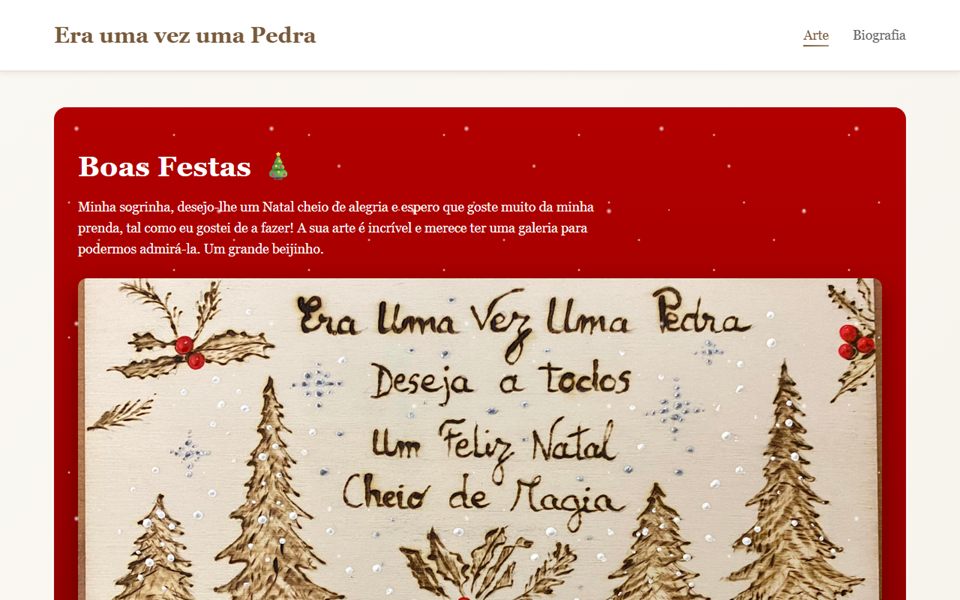 Era uma vez uma Pedra
Arte
Biografia
Boas Festas 🎄
Minha sogrinha, desejo-lhe um Natal cheio de alegria e espero que goste muito da minha
prenda, tal como eu gostei de a fazer! A sua arte é incrível e merece ter uma galeria para
podermos admirá-la. Um grande beijinho.
Era Uma Vez Uma Pedra
Deseja a todos
Um Feliz Natal
Cheio de Magia